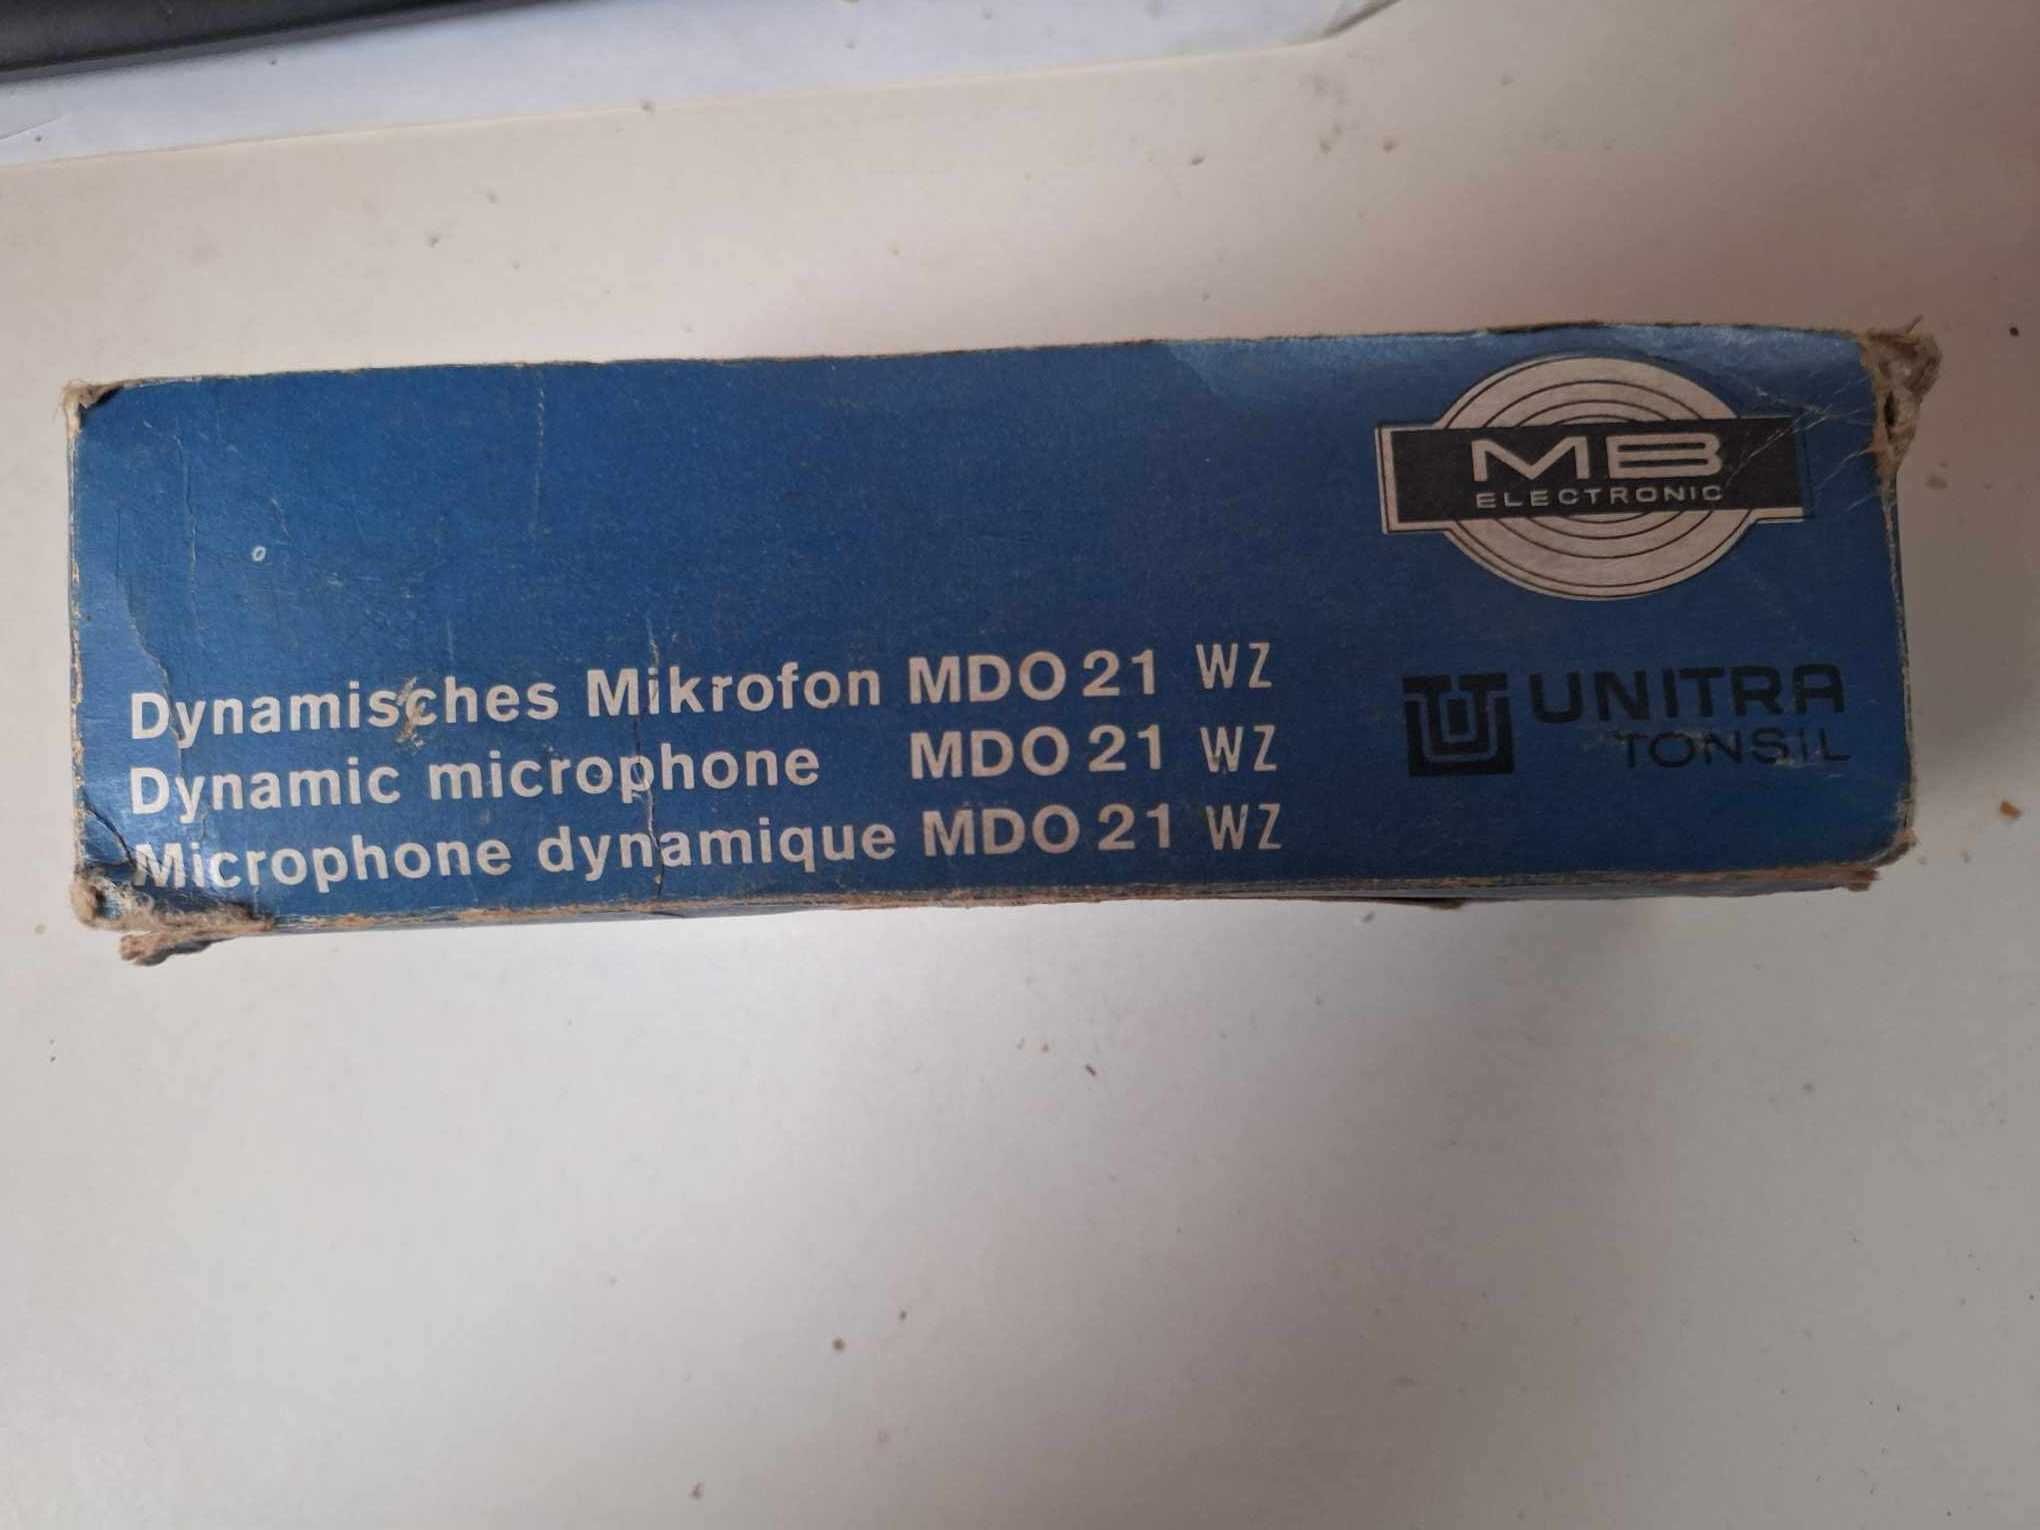 MB
ELECTRONIC
Dynamisches Mikrofon MDO 21 WZ
Dynamic microphone MDO 21 WZ
Microphone dynamique MDO 21 WZ
UNITRA
TONSIL